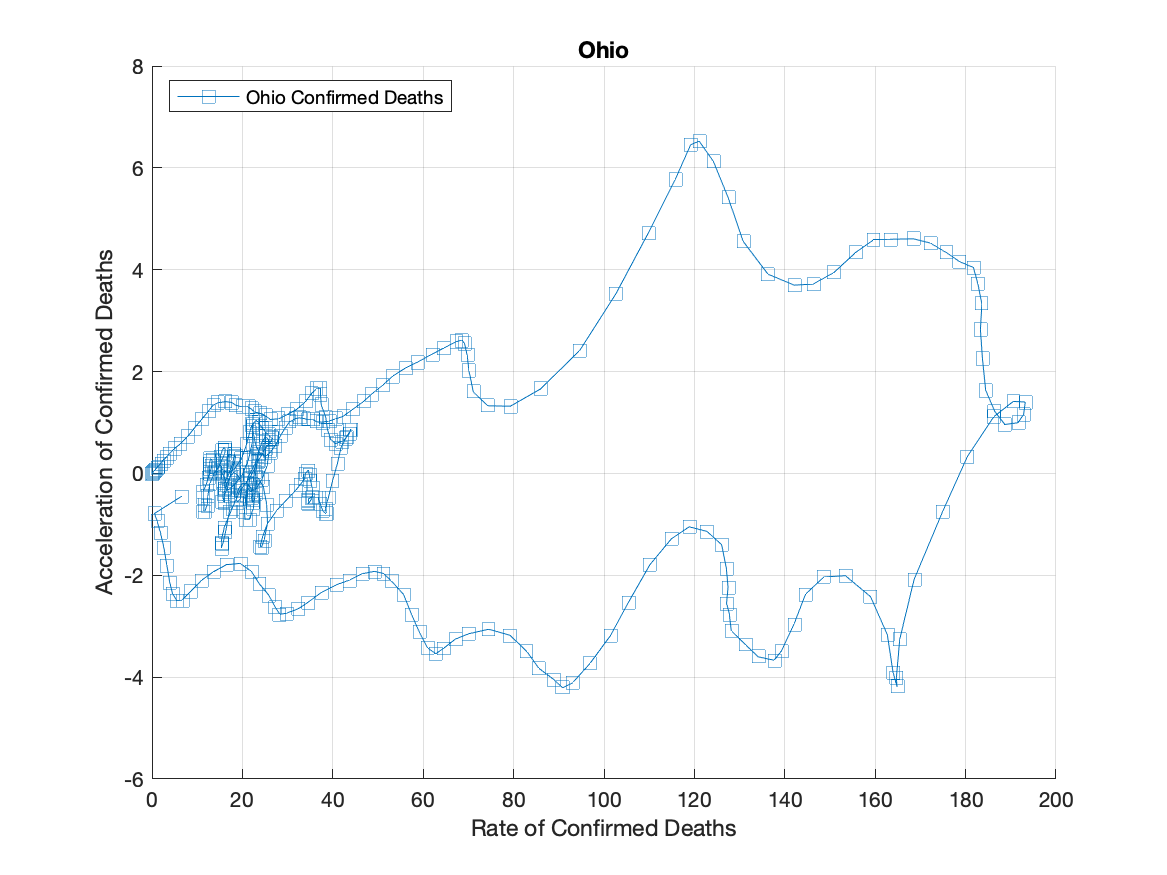 Ohio
Ohio Confirmed Deaths
8
6
4
2
0
-2
-4
-6
Acceleration of Confirmed Deaths
0 20 40 60 80 100 120 140 160 180 200
Rate of Confirmed Deaths